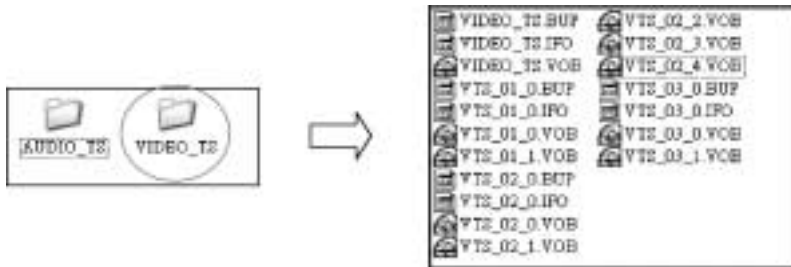 AUDIO_TS
VIDEO_TS
VIDEO_TS.BUP
VIDEO_TS.IFO
VIDEO_TS.VOB
VTS_01_0.BUP
VTS_01_0.IFO
VTS_01_0.VOB
VTS_01_1.VOB
VTS_02_0.BUP
VTS_02_0.IFO
VTS_02_0.VOB
VTS_02_1.VOB
VTS_02_2.VOB
VTS_02_3.VOB
VTS_02_4.VOB
VTS_03_0.BUP
VTS_03_0.IFO
VTS_03_0.VOB
VTS_03_1.VOB